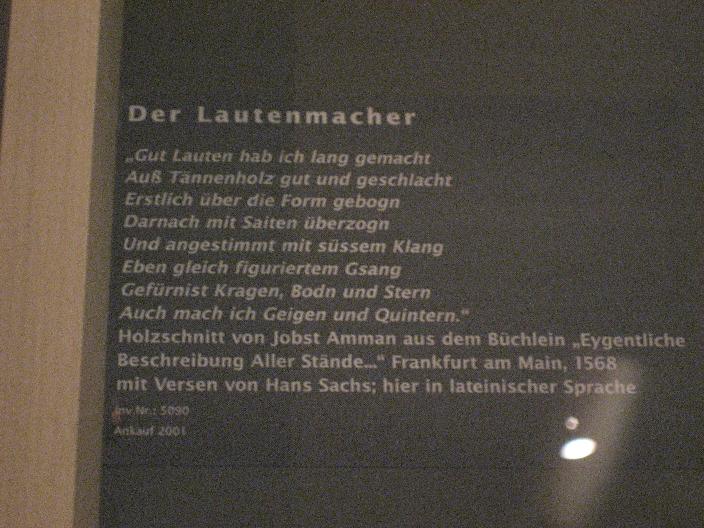 Der Lautenmacher
„Gut Lauten hab ich lang gemacht
Auß Tännenholz gut und geschlacht
Erstlich über die Form gebogn
Darnach mit Saiten überzogn
Und angestimmt mit süssem Klang
Eben gleich figuriertem Gsang
Gefürnist Kragen, Bodn und Stern
Auch mach ich Geigen und Quintern.“
Holzschnitt von Jobst Amman aus dem Büchlein „Eygentliche
Beschreibung Aller Stände...“ Frankfurt am Main, 1568
mit Versen von Hans Sachs; hier in lateinischer Sprache
Inv.Nr.: 5090
Ankauf 2001